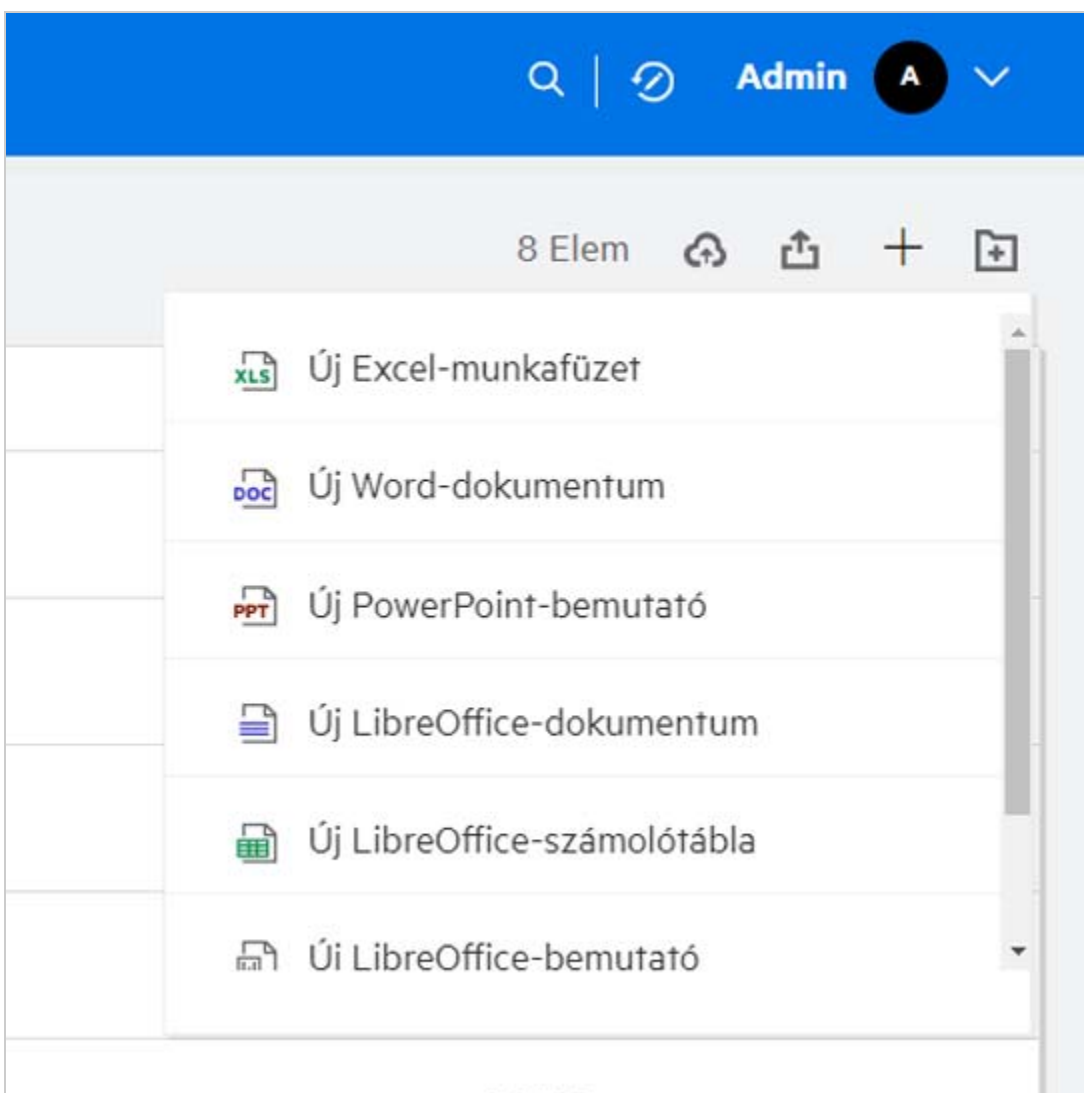 Admin A
8 Elem
XLS Új Excel-munkafüzet
DOC Új Word-dokumentum
PPT Új PowerPoint-bemutató
Új LibreOffice-dokumentum
Új LibreOffice-számolótábla
Új LibreOffice-bemutató